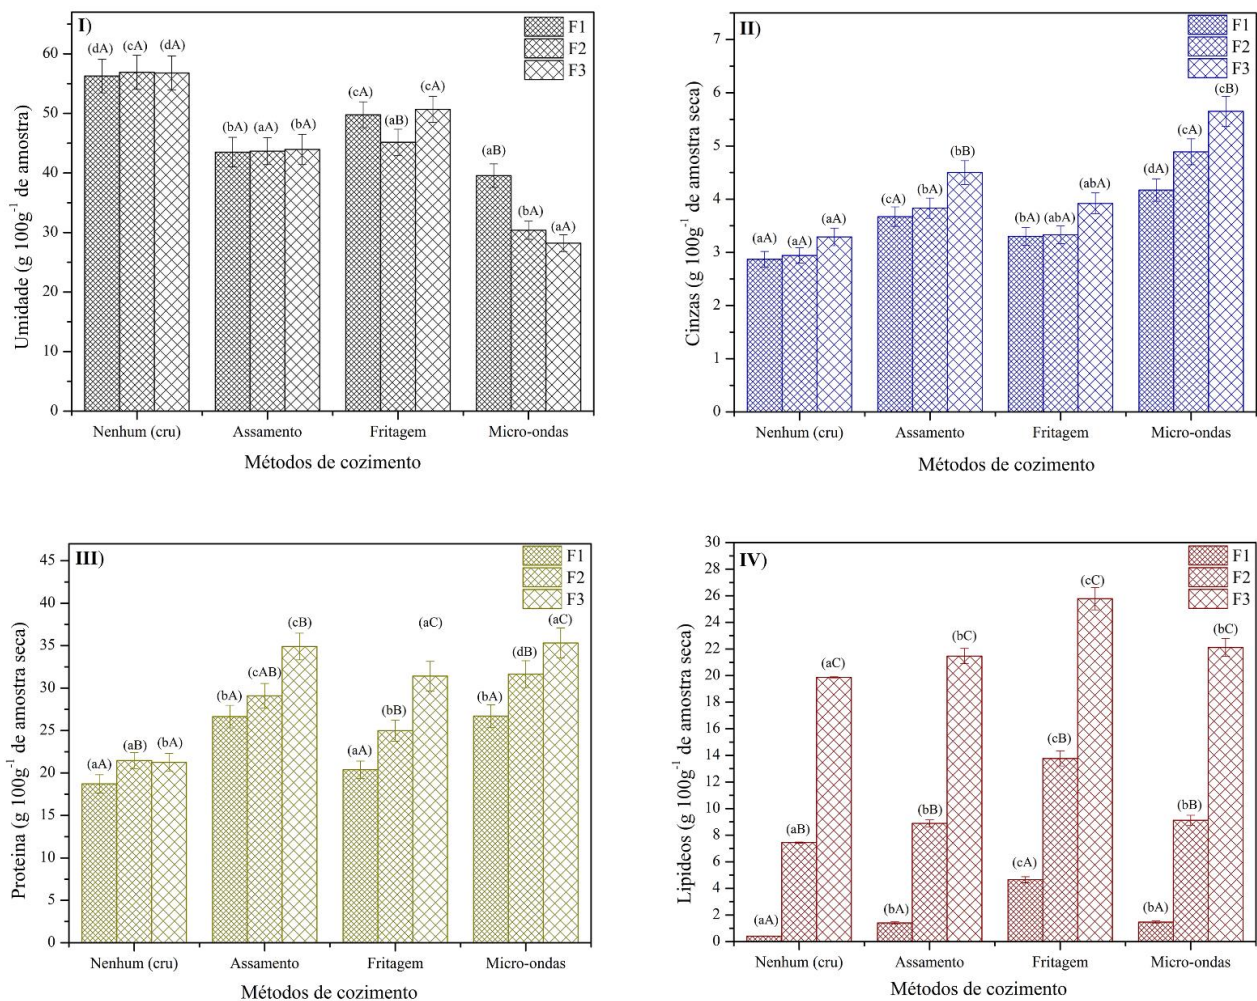 I)
F1
F2
F3
Umidade (g 100g⁻¹ de amostra)
60
50
40
30
20
10
0
(dA) (cA) (dA)
(bA) (aA) (bA)
(cA) (aB) (cA)
(aB) (bA) (aA)
Nenhum (cru) Assamento Fritagem Micro-ondas
Métodos de cozimento
II)
F1
F2
F3
Cinzas (g 100g⁻¹ de amostra seca)
7
6
5
4
3
2
1
0
(aA) (aA) (aA)
(cA) (bA) (bB)
(bA) (abA) (abA)
(dA) (cA) (cB)
Nenhum (cru) Assamento Fritagem Micro-ondas
Métodos de cozimento
III)
F1
F2
F3
Proteina (g 100g⁻¹ de amostra seca)
45
40
35
30
25
20
15
10
5
0
(aA) (aB) (bA)
(bA) (cAB) (cB)
(aA) (bB) (aC)
(bA) (dB) (aC)
Nenhum (cru) Assamento Fritagem Micro-ondas
Métodos de cozimento
IV)
F1
F2
F3
Lipideos (g 100g⁻¹ de amostra seca)
30
28
26
24
22
20
18
16
14
12
10
8
6
4
2
0
(aA) (aB) (aC)
(bA) (bB) (bC)
(cA) (cB) (cC)
(bA) (bB) (bC)
Nenhum (cru) Assamento Fritagem Micro-ondas
Métodos de cozimento